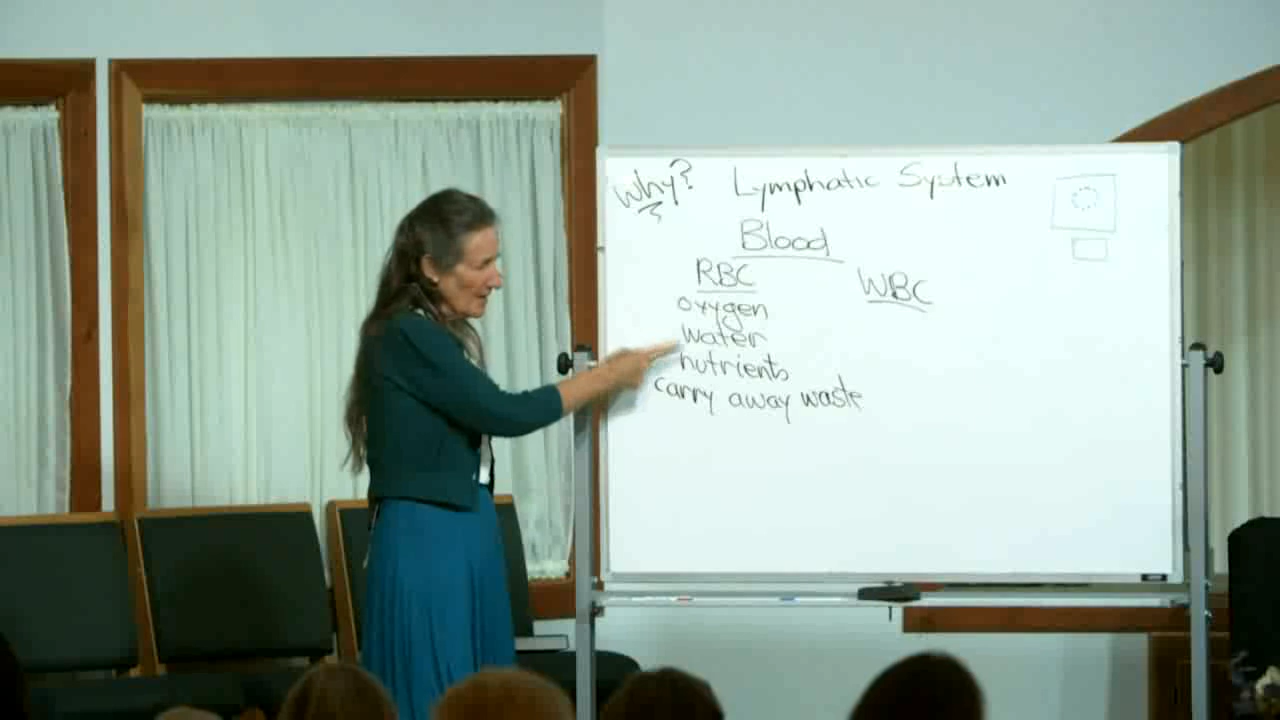 Why? Lymphatic System
Blood
RBC WBC
oxygen
water
nutrients
carry away waste